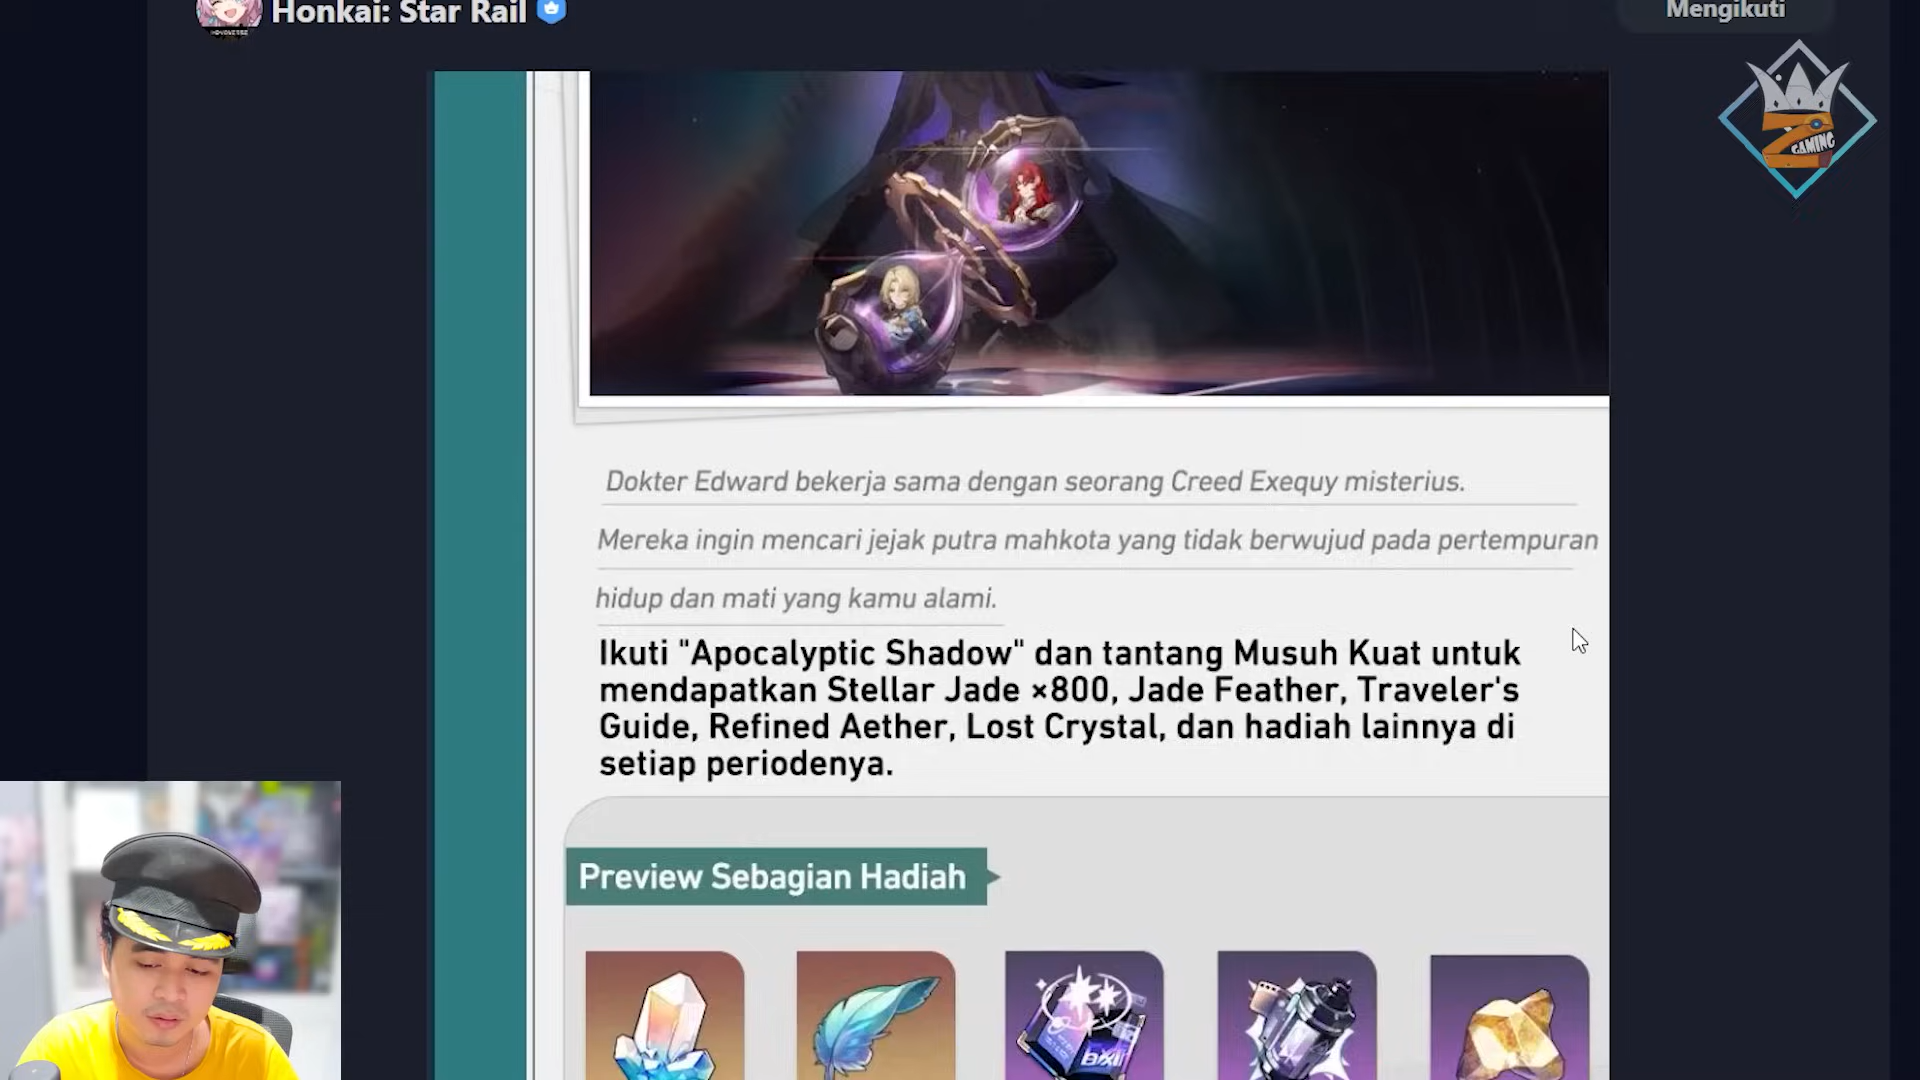 Honkai: Star Rail
Mengikuti
Z
GAMING
Dokter Edward bekerja sama dengan seorang Creed Exequy misterius.
Mereka ingin mencari jejak putra mahkota yang tidak berwujud pada pertempuran
hidup dan mati yang kamu alami.
Ikuti "Apocalyptic Shadow" dan tantang Musuh Kuat untuk
mendapatkan Stellar Jade ×800, Jade Feather, Traveler's
Guide, Refined Aether, Lost Crystal, dan hadiah lainnya di
setiap periodenya.
Preview Sebagian Hadiah